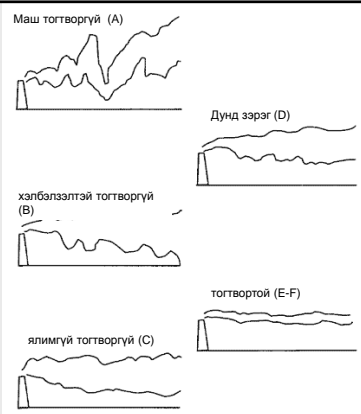 Маш тогтворгүй (A)
Дунд зэрэг (D)
хэлбэлзэлтэй тогтворгүй
(B)
тогтвортой (E-F)
ялимгүй тогтворгүй (C)